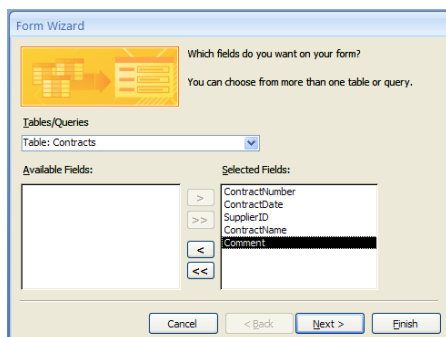 Form Wizard
Which fields do you want on your form?
You can choose from more than one table or query.
Tables/Queries
Table: Contracts
Available Fields:
Selected Fields:
>
>>
<
<<
ContractNumber
ContractDate
SupplierID
ContractName
Comment
Cancel
< Back
Next >
Finish